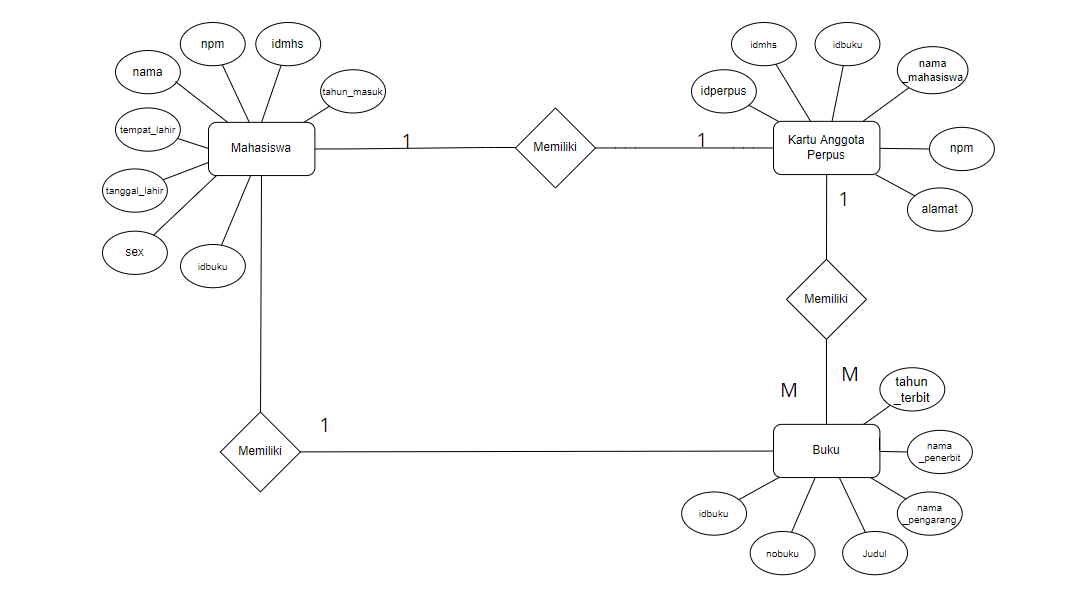 npm
idmhs
nama
tahun_masuk
tempat_lahir
Mahasiswa
tanggal_lahir
sex
idbuku
1
Memiliki
1
idmhs
idbuku
nama
_mahasiswa
idperpus
Kartu Anggota
Perpus
npm
alamat
1
Memiliki
M
M
1
Memiliki
Buku
tahun
_terbit
nama
_penerbit
nama
_pengarang
idbuku
nobuku
Judul